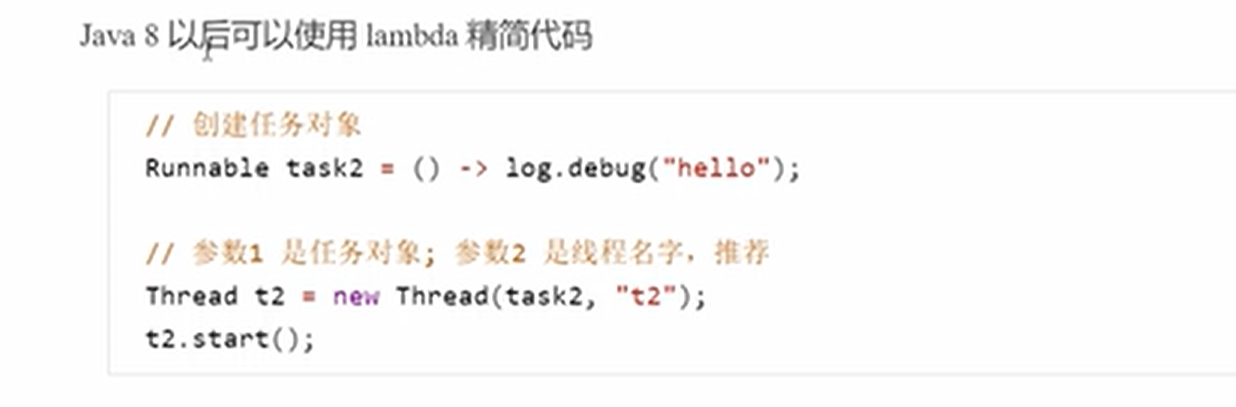 Java 8 以后可以使用 lambda 精简代码
// 创建任务对象
Runnable task2 = () -> log.debug("hello");
// 参数1 是任务对象; 参数2 是线程名字，推荐
Thread t2 = new Thread(task2, "t2");
t2.start();